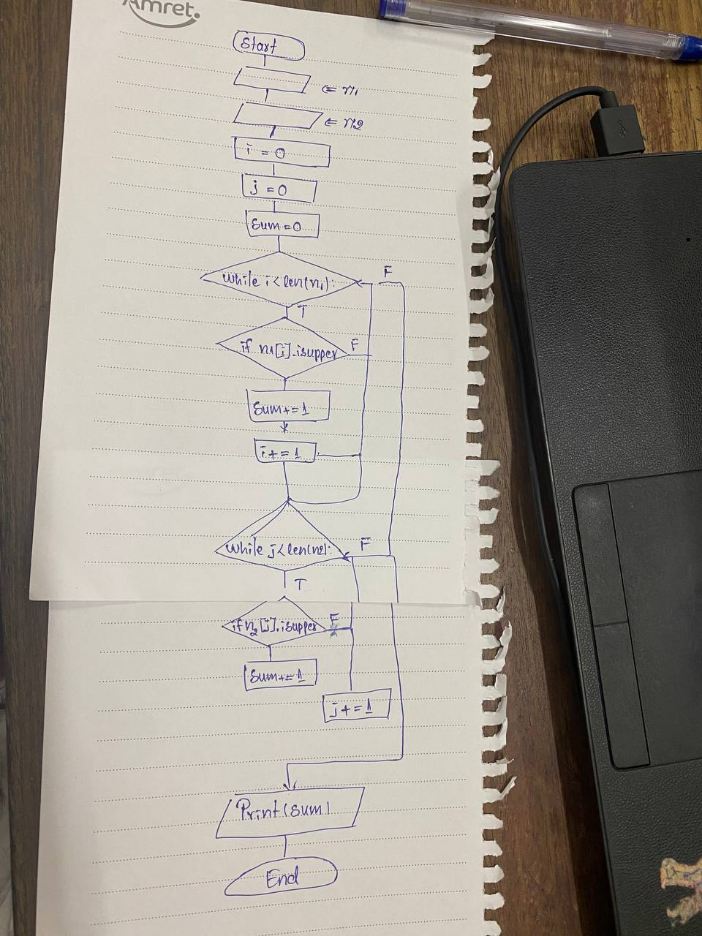 Amret.
Start
⇐ n1
⇐ n2
i = 0
j = 0
Sum = 0
While i < len(n1):
F
T
if n1[i].isupper
F
Sum += 1
i += 1
While j < len(n2):
F
T
if n2[j].isupper
F
Sum += 1
j += 1
Print(Sum)
End